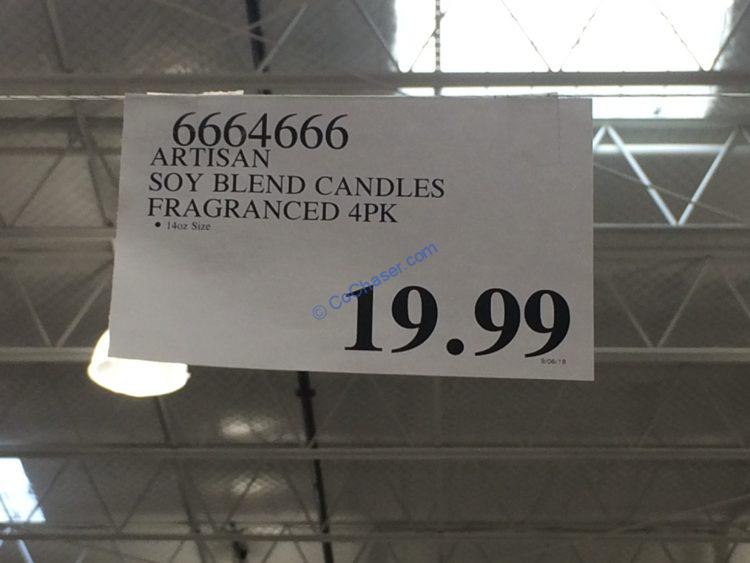 6664666
ARTISAN
SOY BLEND CANDLES
FRAGRANCED 4PK
• 14oz Size
© CoChaser.com
19.99
9/06/18